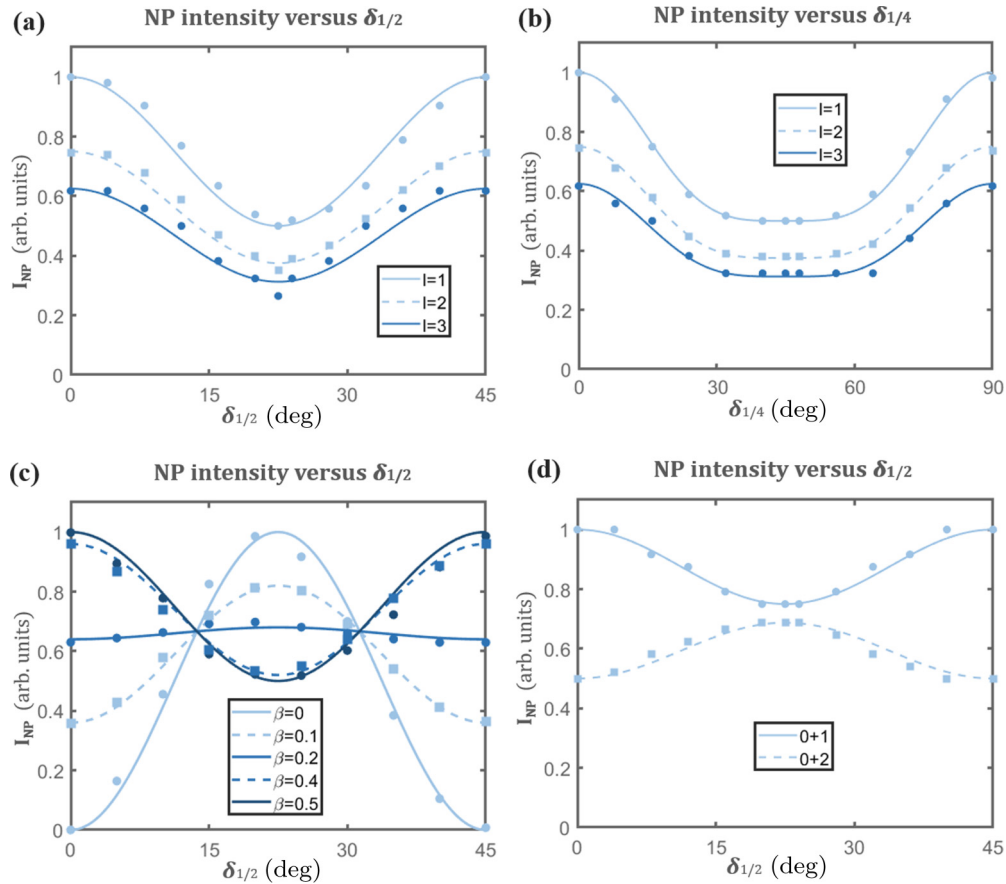 (a)
NP intensity versus δ1/2
1
0.8
0.6
0.4
0.2
0
I_NP (arb. units)
l=1
l=2
l=3
0 15 30 45
δ1/2 (deg)
(b)
NP intensity versus δ1/4
1
0.8
0.6
0.4
0.2
0
I_NP (arb. units)
l=1
l=2
l=3
0 30 60 90
δ1/4 (deg)
(c)
NP intensity versus δ1/2
1
0.8
0.6
0.4
0.2
0
I_NP (arb. units)
β=0
β=0.1
β=0.2
β=0.4
β=0.5
0 15 30 45
δ1/2 (deg)
(d)
NP intensity versus δ1/2
1
0.8
0.6
0.4
0.2
0
I_NP (arb. units)
0+1
0+2
0 15 30 45
δ1/2 (deg)